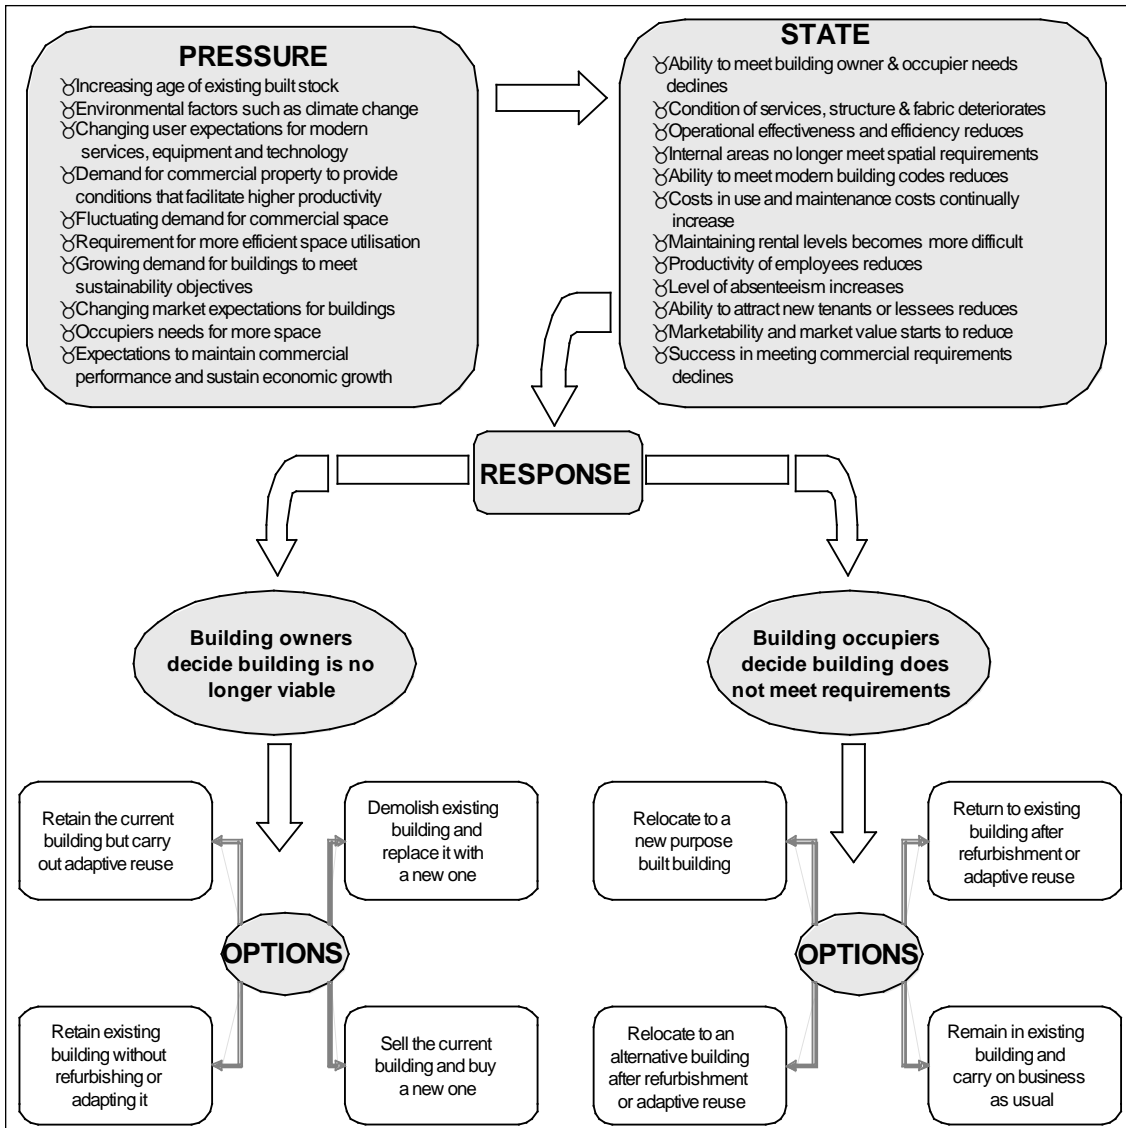 PRESSURE
♉Increasing age of existing built stock
♉Environmental factors such as climate change
♉Changing user expectations for modern
services, equipment and technology
♉Demand for commercial property to provide
conditions that facilitate higher productivity
♉Fluctuating demand for commercial space
♉Requirement for more efficient space utilisation
♉Growing demand for buildings to meet
sustainability objectives
♉Changing market expectations for buildings
♉Occupiers needs for more space
♉Expectations to maintain commercial
performance and sustain economic growth
STATE
♉Ability to meet building owner & occupier needs
declines
♉Condition of services, structure & fabric deteriorates
♉Operational effectiveness and efficiency reduces
♉Internal areas no longer meet spatial requirements
♉Ability to meet modern building codes reduces
♉Costs in use and maintenance costs continually
increase
♉Maintaining rental levels becomes more difficult
♉Productivity of employees reduces
♉Level of absenteeism increases
♉Ability to attract new tenants or lessees reduces
♉Marketability and market value starts to reduce
♉Success in meeting commercial requirements
declines
RESPONSE
Building owners
decide building is no
longer viable
Building occupiers
decide building does
not meet requirements
Retain the current
building but carry
out adaptive reuse
Demolish existing
building and
replace it with
a new one
OPTIONS
Retain existing
building without
refurbishing or
adapting it
Sell the current
building and buy
a new one
Relocate to a
new purpose
built building
Return to existing
building after
refurbishment or
adaptive reuse
OPTIONS
Relocate to an
alternative building
after refurbishment
or adaptive reuse
Remain in existing
building and
carry on business
as usual